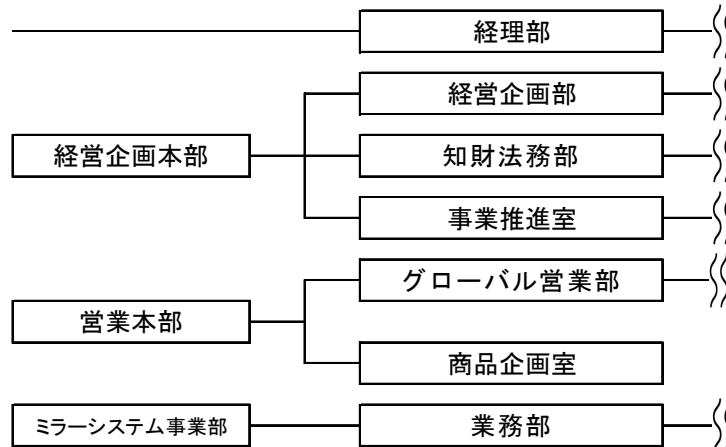 経理部
経営企画部
経営企画本部
知財法務部
事業推進室
グローバル営業部
営業本部
商品企画室
ミラーシステム事業部
業務部